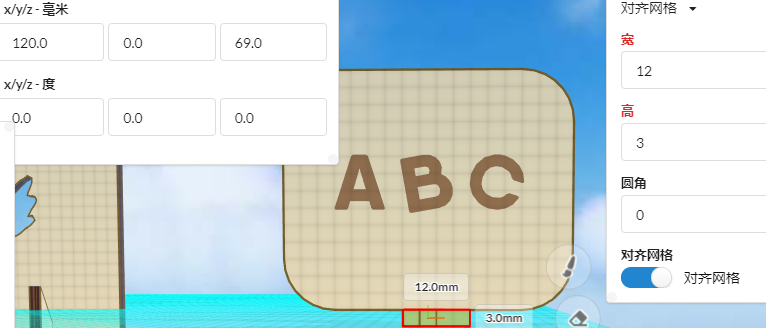 x/y/z - 毫米
120.0 0.0 69.0
x/y/z - 度
0.0 0.0 0.0
ABC
12.0mm
3.0mm
对齐网格
宽
12
高
3
圆角
0
对齐网格
对齐网格